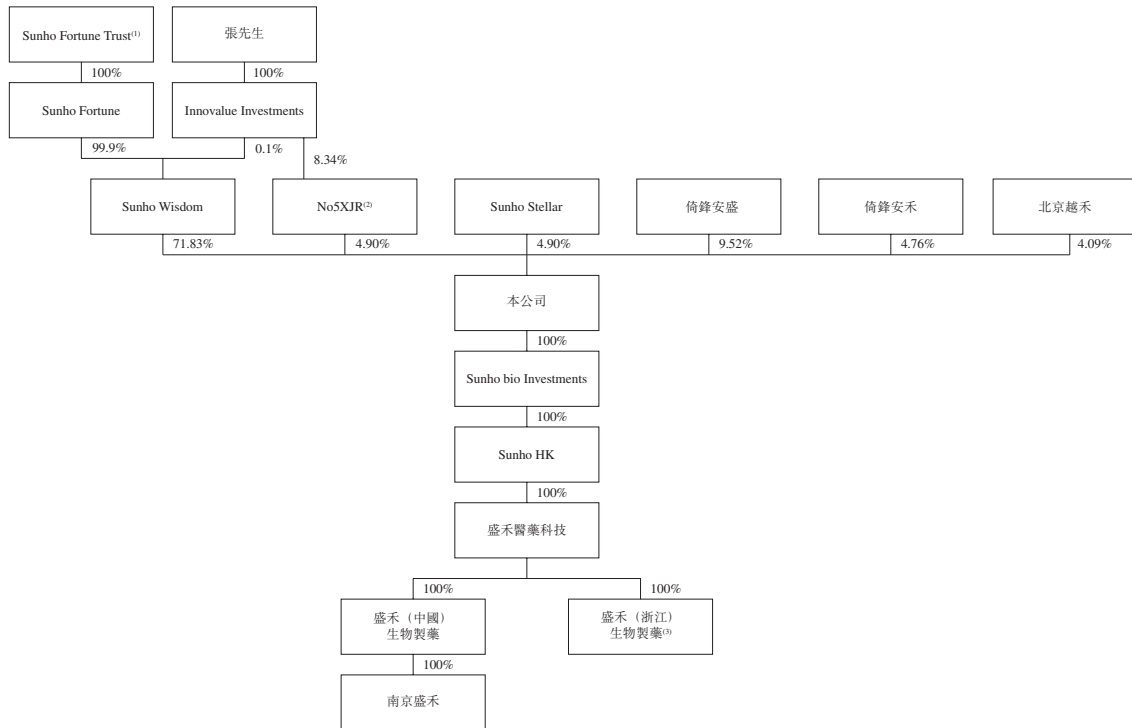 Sunho Fortune Trust(1)
張先生
100%
100%
Sunho Fortune
Innovalue Investments
99.9%
0.1%
8.34%
Sunho Wisdom
No5XJR(2)
Sunho Stellar
倚鋒安盛
倚鋒安禾
北京越禾
71.83%
4.90%
4.90%
9.52%
4.76%
4.09%
本公司
100%
Sunho bio Investments
100%
Sunho HK
100%
盛禾醫藥科技
100%
100%
盛禾（中國）
生物製藥
盛禾（浙江）
生物製藥(3)
100%
南京盛禾